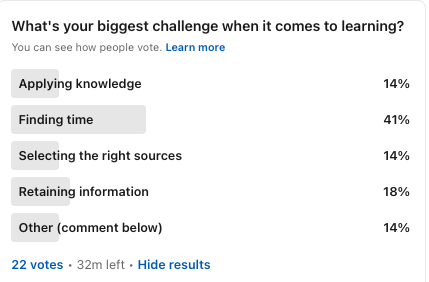 What's your biggest challenge when it comes to learning?
You can see how people vote. Learn more
Applying knowledge 14%
Finding time 41%
Selecting the right sources 14%
Retaining information 18%
Other (comment below) 14%
22 votes • 32m left • Hide results